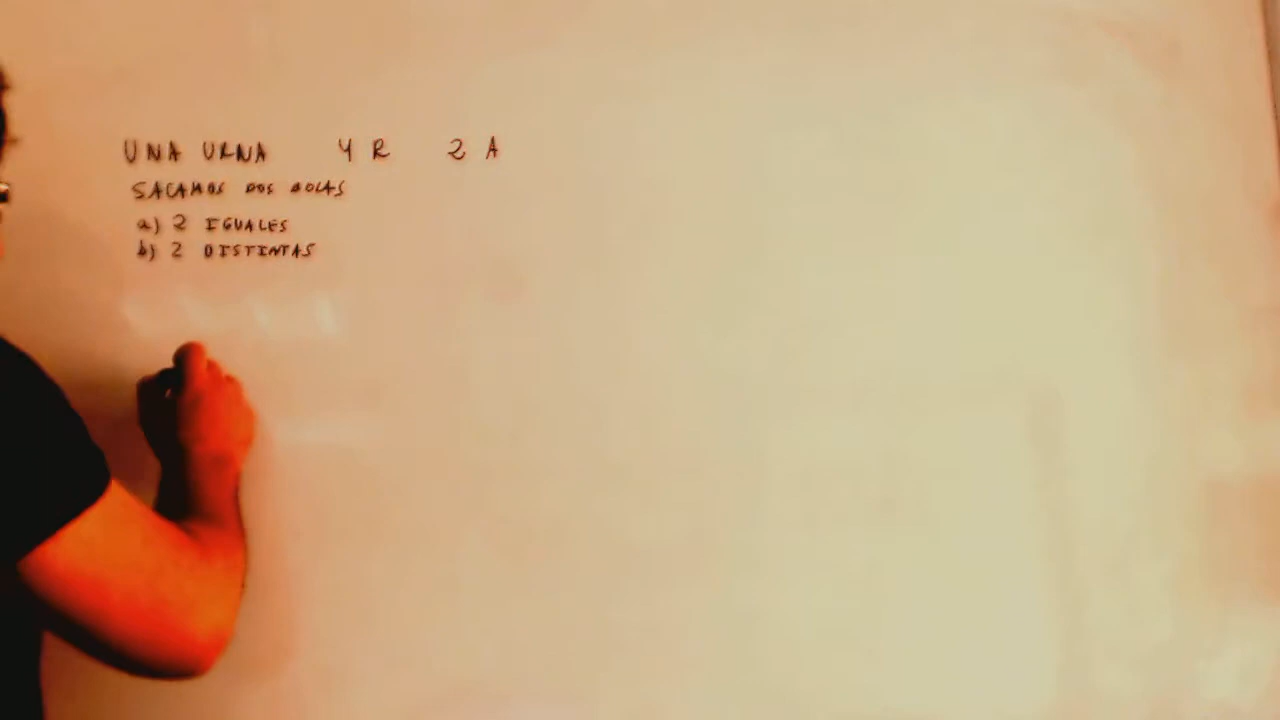 UNA URNA 4 R 2 A
SACAMOS DOS BOLAS
a) 2 IGUALES
b) 2 DISTINTAS